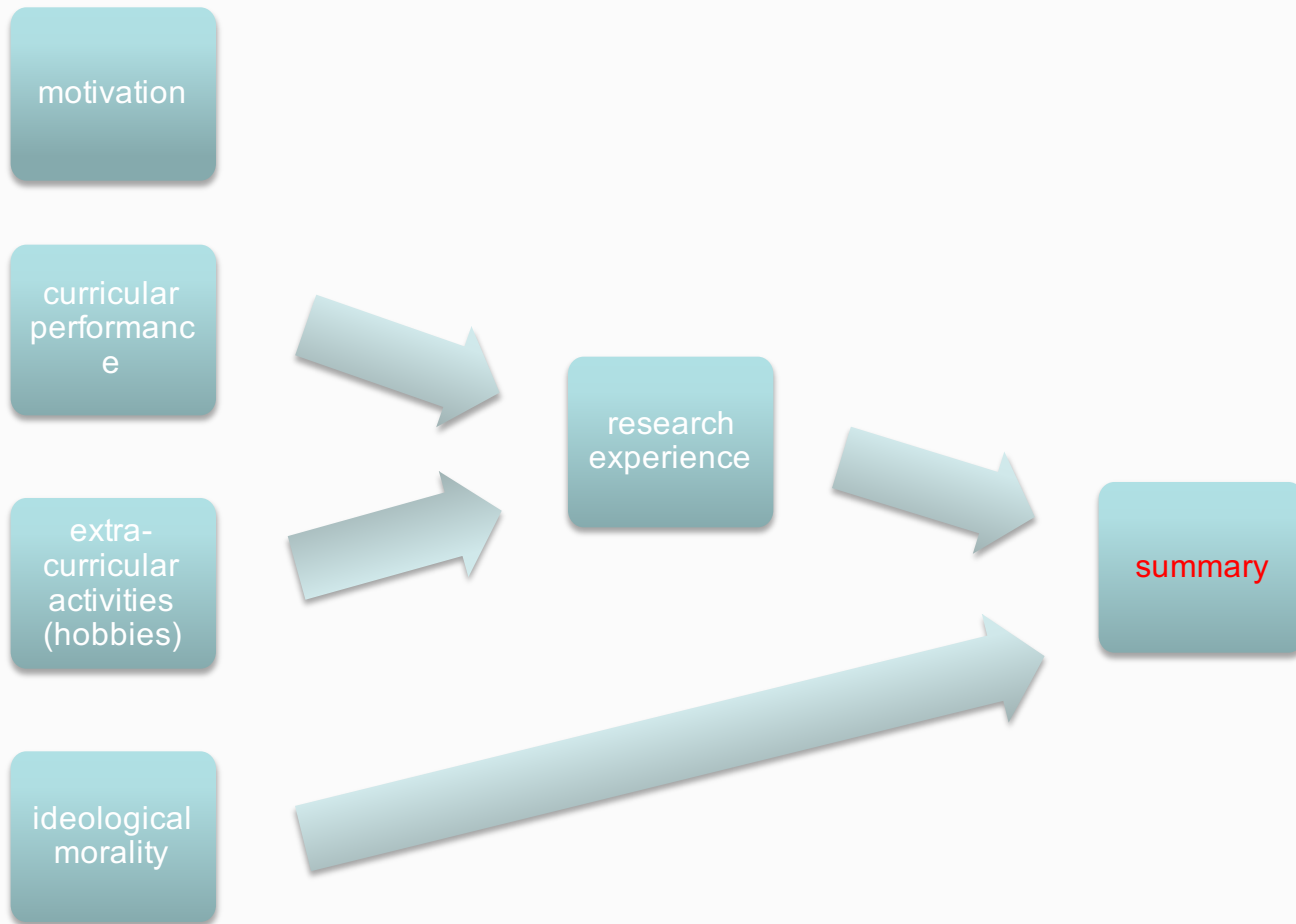 motivation
curricular
performanc
e
extra-
curricular
activities
(hobbies)
ideological
morality
research
experience
summary